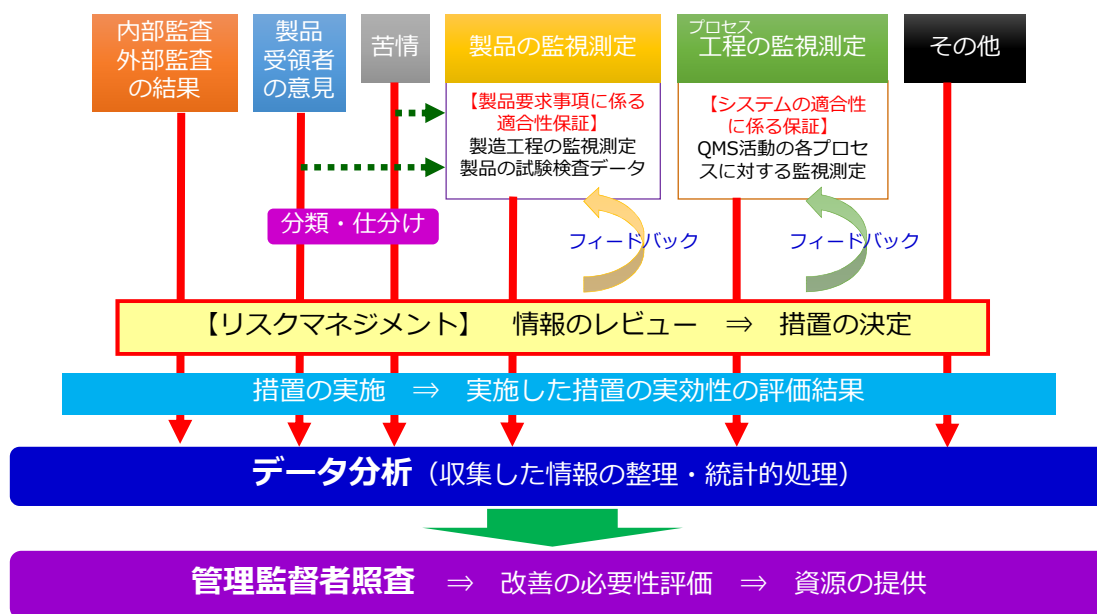 内部監査
外部監査
の結果
製品
受領者
の意見
苦情
製品の監視測定
プロセス
工程の監視測定
その他
【製品要求事項に係る
適合性保証】
製造工程の監視測定
製品の試験検査データ
【システムの適合性
に係る保証】
QMS活動の各プロセ
スに対する監視測定
分類・仕分け
フィードバック
フィードバック
【リスクマネジメント】 情報のレビュー ⇒ 措置の決定
措置の実施 ⇒ 実施した措置の実効性の評価結果
データ分析（収集した情報の整理・統計的処理）
管理監督者照査 ⇒ 改善の必要性評価 ⇒ 資源の提供